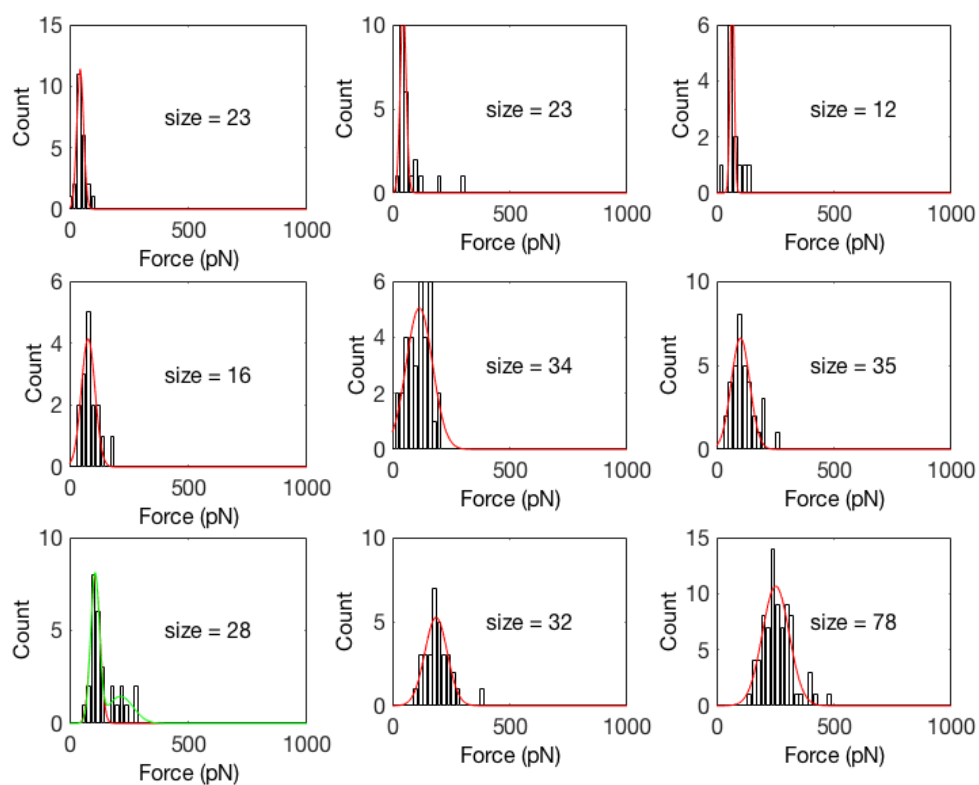 15
10
5
0
Count
size = 23
0
500
1000
Force (pN)
10
5
0
Count
size = 23
0
500
1000
Force (pN)
6
4
2
0
Count
size = 12
0
500
1000
Force (pN)
6
4
2
0
Count
size = 16
0
500
1000
Force (pN)
6
4
2
0
Count
size = 34
0
500
1000
Force (pN)
10
5
0
Count
size = 35
0
500
1000
Force (pN)
10
5
0
Count
size = 28
0
500
1000
Force (pN)
10
5
0
Count
size = 32
0
500
1000
Force (pN)
15
10
5
0
Count
size = 78
0
500
1000
Force (pN)